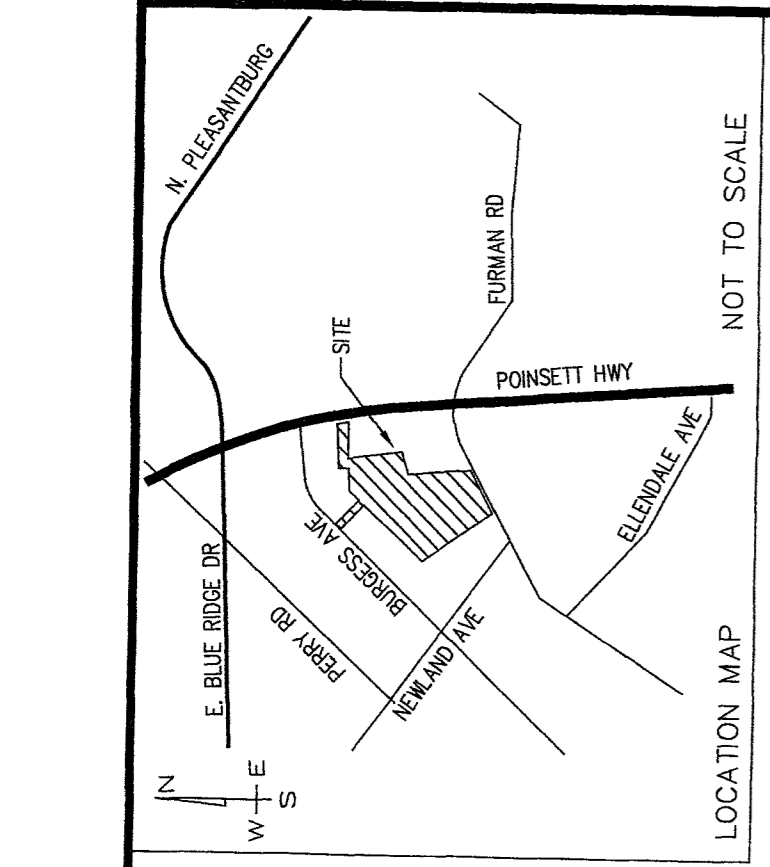 N. PLEASANTBURG
SITE
FURMAN RD
POINSETT HWY
E. BLUE RIDGE DR
PERRY RD
BURGESS AVE
NEWLAND AVE
ELLENDALE AVE
N
W E
S
LOCATION MAP
NOT TO SCALE